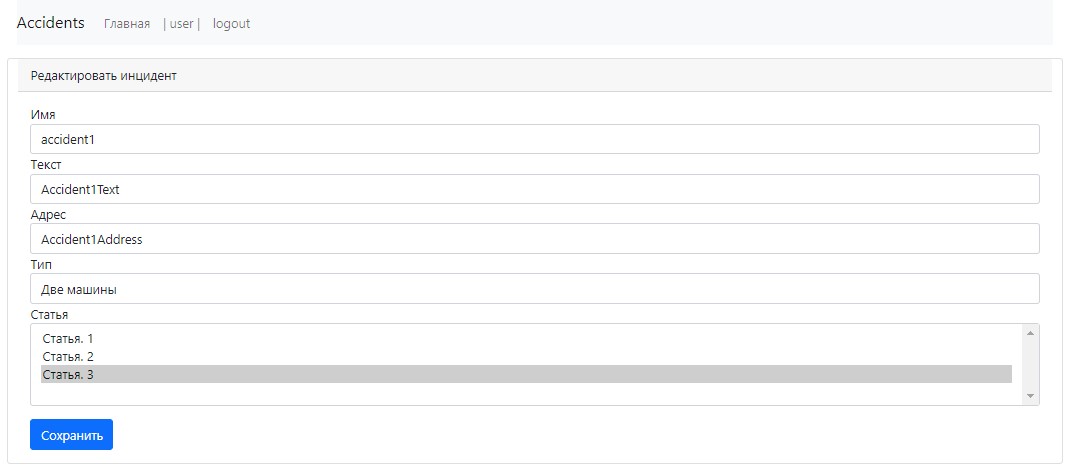 Accidents Главная | user | logout
Редактировать инцидент
Имя
accident1
Текст
Accident1Text
Адрес
Accident1Address
Тип
Две машины
Статья
Статья. 1
Статья. 2
Статья. 3
Сохранить